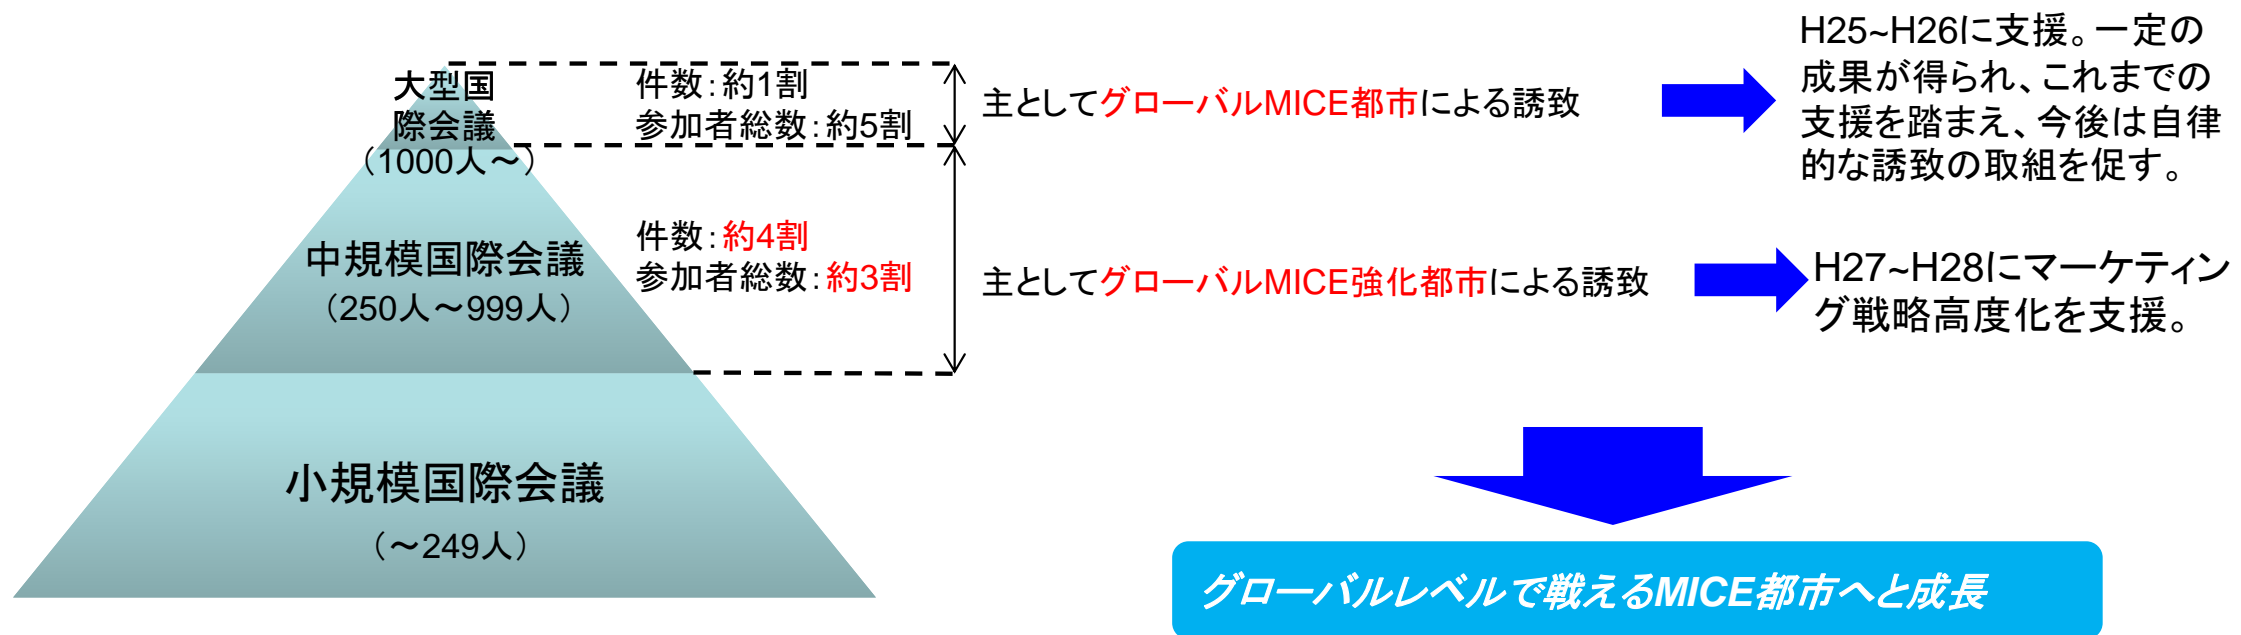 大型国
際会議
（1000人～）
件数：約1割
参加者総数：約5割
主としてグローバルMICE都市による誘致
H25~H26に支援。一定の
成果が得られ、これまでの
支援を踏まえ、今後は自律
的な誘致の取組を促す。
中規模国際会議
（250人～999人）
件数：約4割
参加者総数：約3割
主としてグローバルMICE強化都市による誘致
H27~H28にマーケティン
グ戦略高度化を支援。
小規模国際会議
（～249人）
グローバルレベルで戦えるMICE都市へと成長